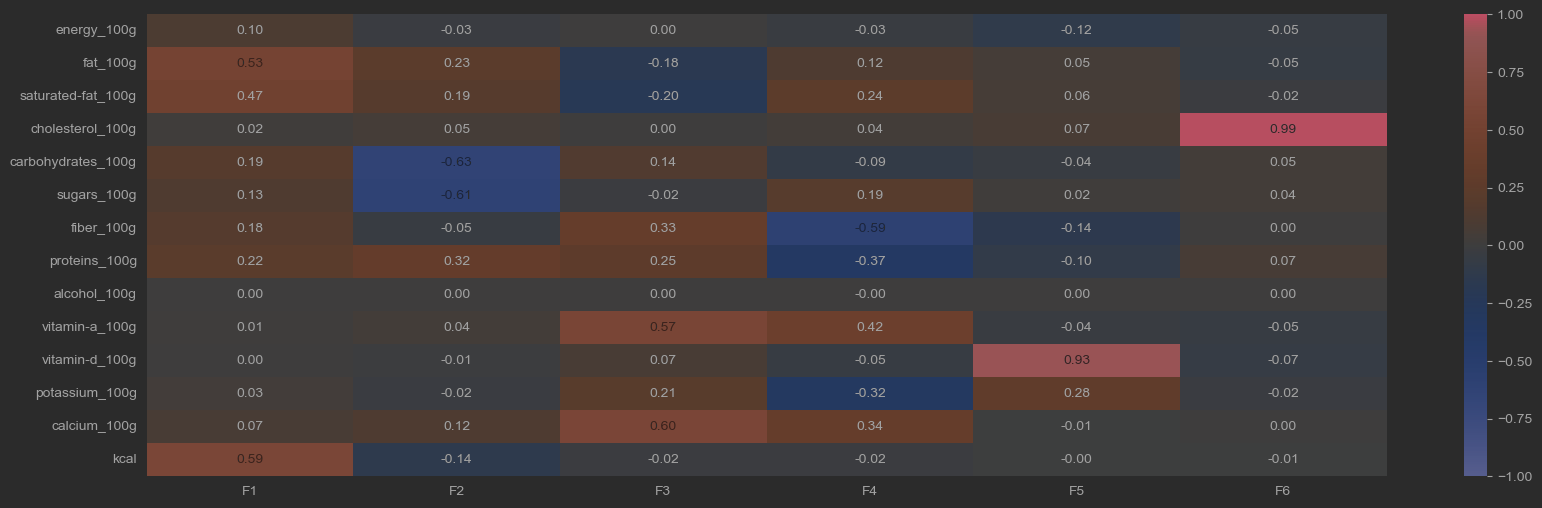 energy_100g 0.10 -0.03 0.00 -0.03 -0.12 -0.05 1.00
fat_100g 0.53 0.23 -0.18 0.12 0.05 -0.05 0.75
saturated-fat_100g 0.47 0.19 -0.20 0.24 0.06 -0.02
cholesterol_100g 0.02 0.05 0.00 0.04 0.07 0.99 0.50
carbohydrates_100g 0.19 -0.63 0.14 -0.09 -0.04 0.05
sugars_100g 0.13 -0.61 -0.02 0.19 0.02 0.04 0.25
fiber_100g 0.18 -0.05 0.33 -0.59 -0.14 0.00
proteins_100g 0.22 0.32 0.25 -0.37 -0.10 0.07 0.00
alcohol_100g 0.00 0.00 0.00 -0.00 0.00 0.00 −0.25
vitamin-a_100g 0.01 0.04 0.57 0.42 -0.04 -0.05
vitamin-d_100g 0.00 -0.01 0.07 -0.05 0.93 -0.07 −0.50
potassium_100g 0.03 -0.02 0.21 -0.32 0.28 -0.02
calcium_100g 0.07 0.12 0.60 0.34 -0.01 0.00 −0.75
kcal 0.59 -0.14 -0.02 -0.02 -0.00 -0.01 −1.00
F1 F2 F3 F4 F5 F6